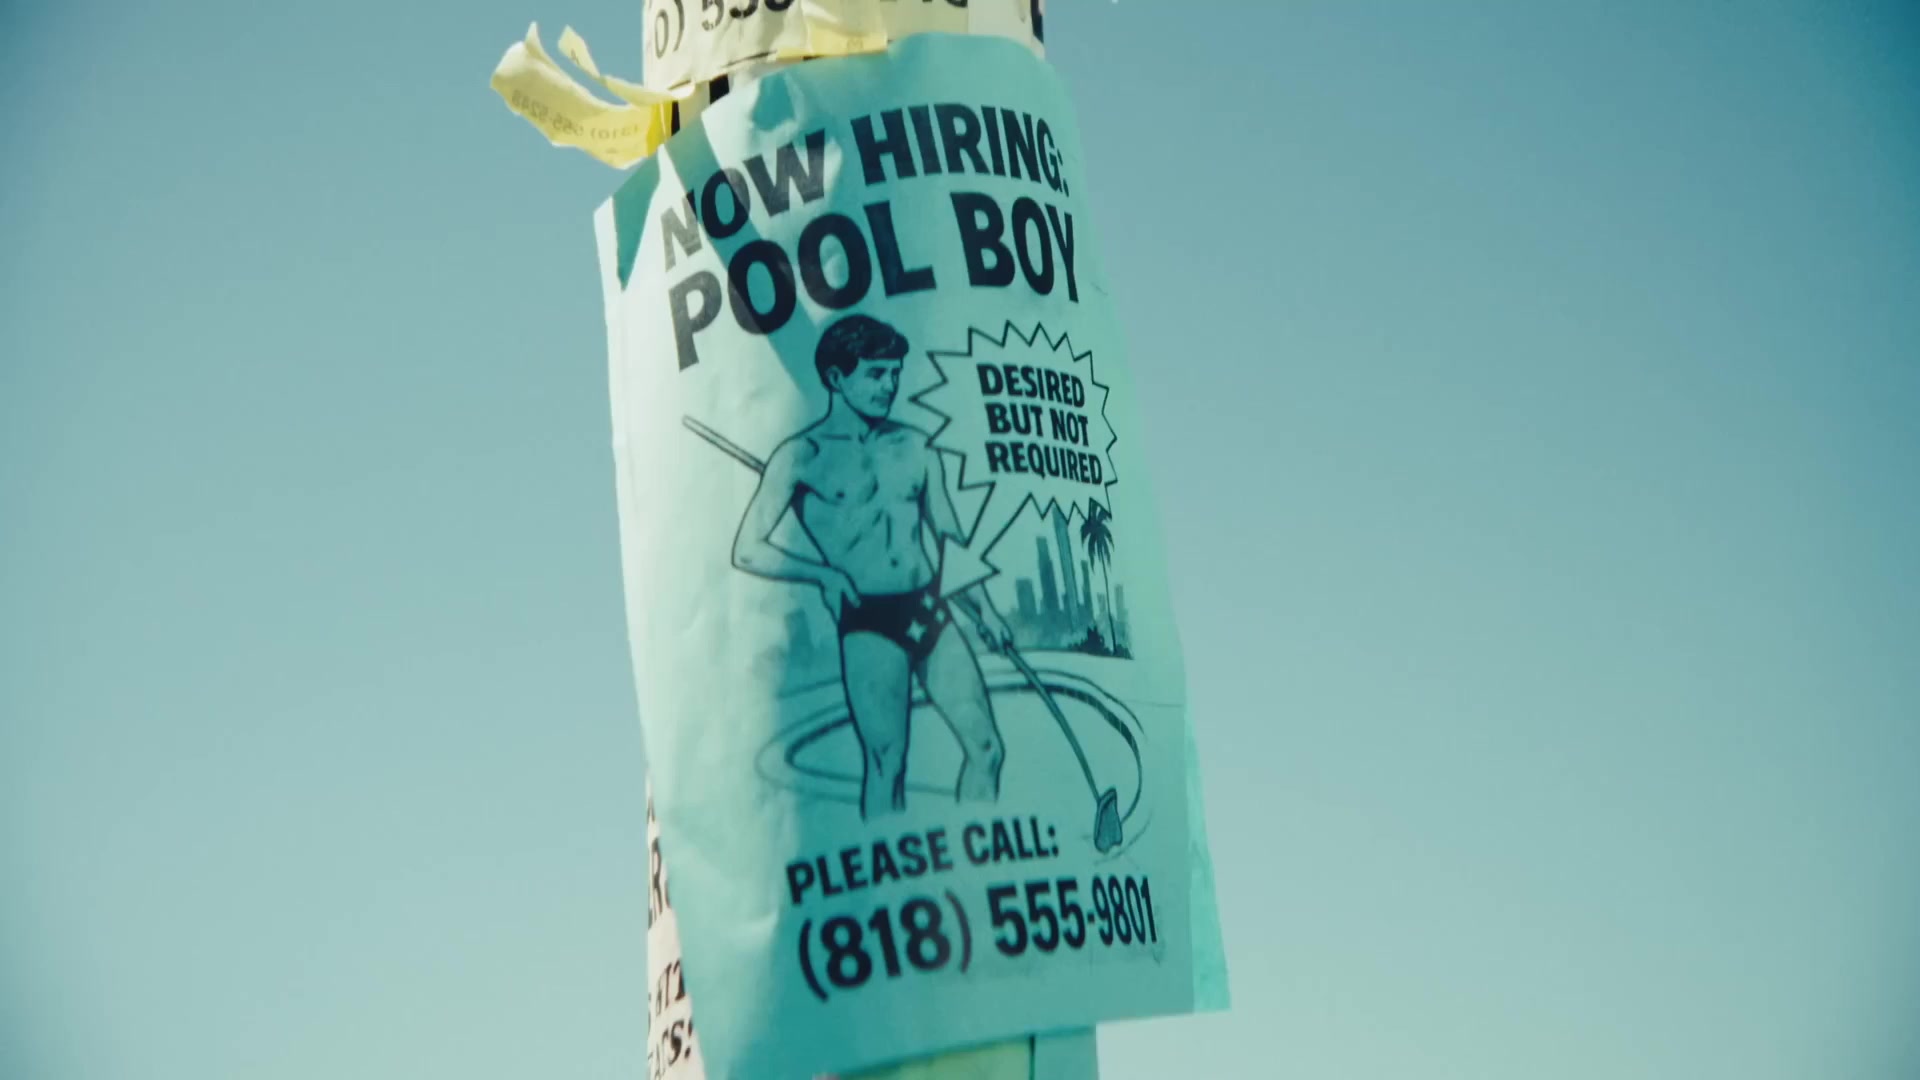 NOW HIRING:
POOL BOY
DESIRED
BUT NOT
REQUIRED
PLEASE CALL:
(818) 555-9801